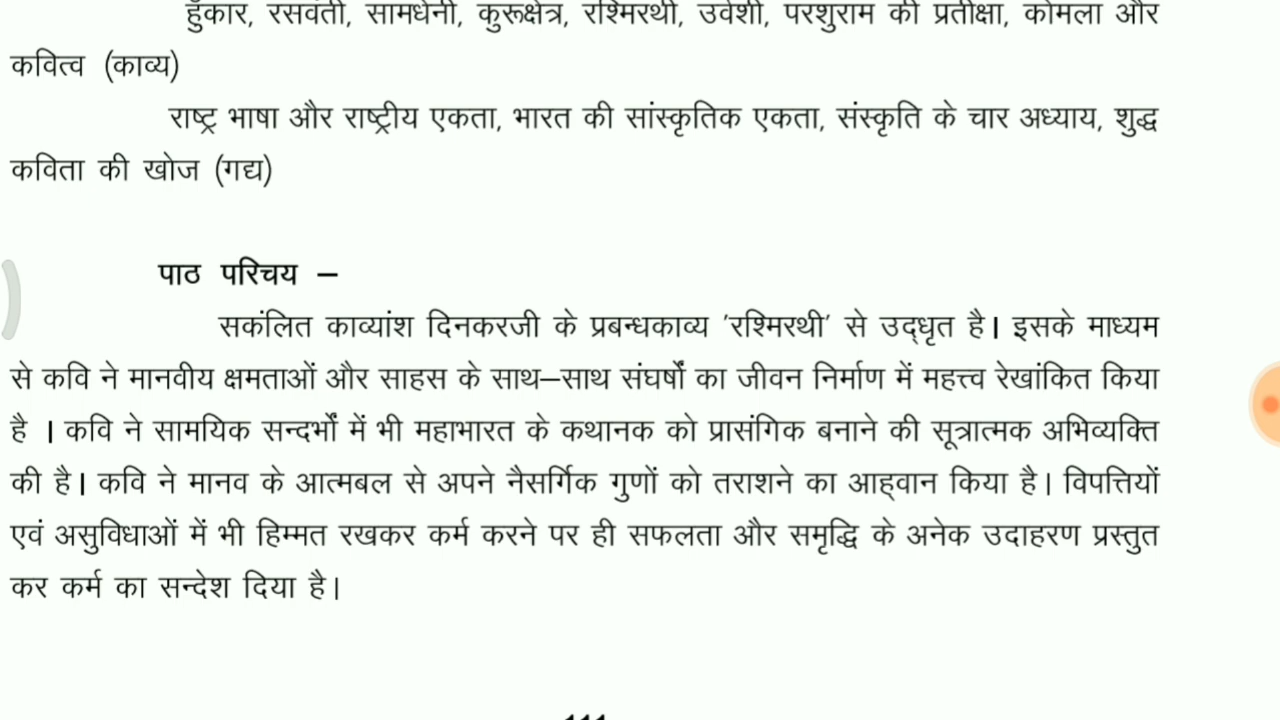 हुँकार, रसवंती, सामधेनी, कुरूक्षेत्र, रश्मिरथी, उर्वशी, परशुराम की प्रतीक्षा, कोमला और
कवित्व (काव्य)
राष्ट्र भाषा और राष्ट्रीय एकता, भारत की सांस्कृतिक एकता, संस्कृति के चार अध्याय, शुद्ध
कविता की खोज (गद्य)
पाठ परिचय –
सकंलित काव्यांश दिनकरजी के प्रबन्धकाव्य ’रश्मिरथी’ से उद्धृत है। इसके माध्यम
से कवि ने मानवीय क्षमताओं और साहस के साथ–साथ संघर्षों का जीवन निर्माण में महत्त्व रेखांकित किया
है । कवि ने सामयिक सन्दर्भों में भी महाभारत के कथानक को प्रासंगिक बनाने की सूत्रात्मक अभिव्यक्ति
की है। कवि ने मानव के आत्मबल से अपने नैसर्गिक गुणों को तराशने का आह्वान किया है। विपत्तियों
एवं असुविधाओं में भी हिम्मत रखकर कर्म करने पर ही सफलता और समृद्धि के अनेक उदाहरण प्रस्तुत
कर कर्म का सन्देश दिया है।